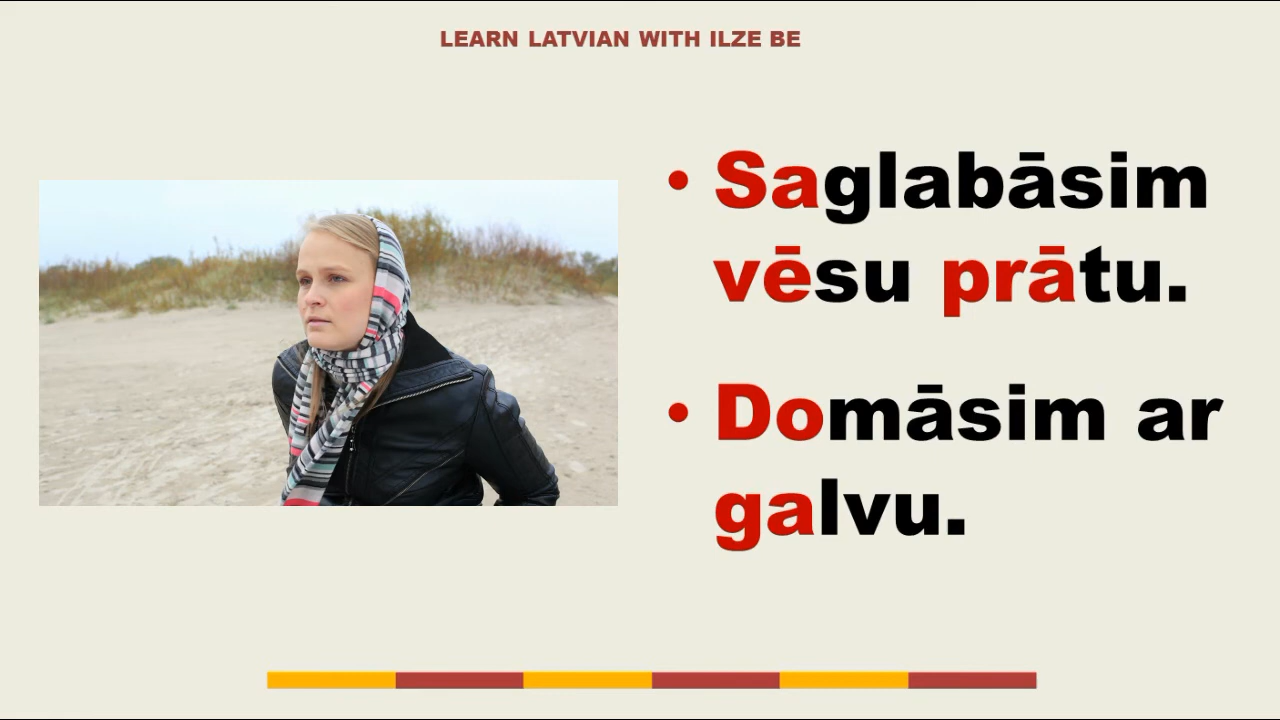 LEARN LATVIAN WITH ILZE BE
• Saglabāsim
vēsu prātu.
• Domāsim ar
galvu.